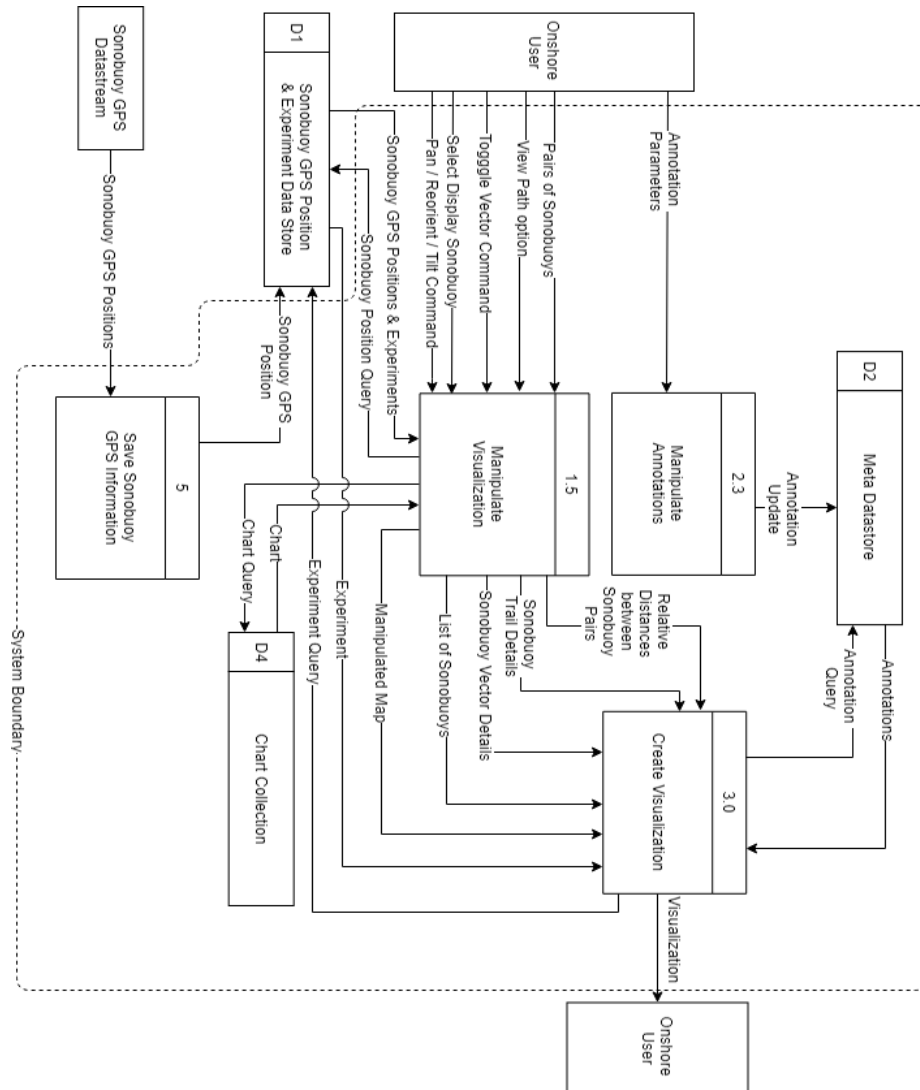 Sonobuoy GPS
Datastream
Sonobuoy GPS Positions
D1
Sonobuoy GPS Position
& Experiment Data Store
Onshore
User
Pan / Reorient / Tilt Command
Select Display Sonobuoy
Togggle Vector Command
View Path option
Pairs of Sonobuoys
Annotation
Parameters
Sonobuoy GPS Positions & Experiments
Sonobuoy Position Query
Sonobuoy GPS
Position
5
Save Sonobuoy
GPS Information
1.5
Manipulate
Visualization
2.3
Manipulate
Annotations
Annotation
Update
D2
Meta Datastore
Annotations
Annotation
Query
Chart Query
Chart
D4
Chart Collection
Experiment Query
Experiment
Manipulated Map
List of Sonobuoys
Sonobuoy Vector Details
Sonobuoy
Trail Details
Relative
Distances
between
Sonobuoy
Pairs
3.0
Create Visualization
Visualization
Onshore
User
System Boundary